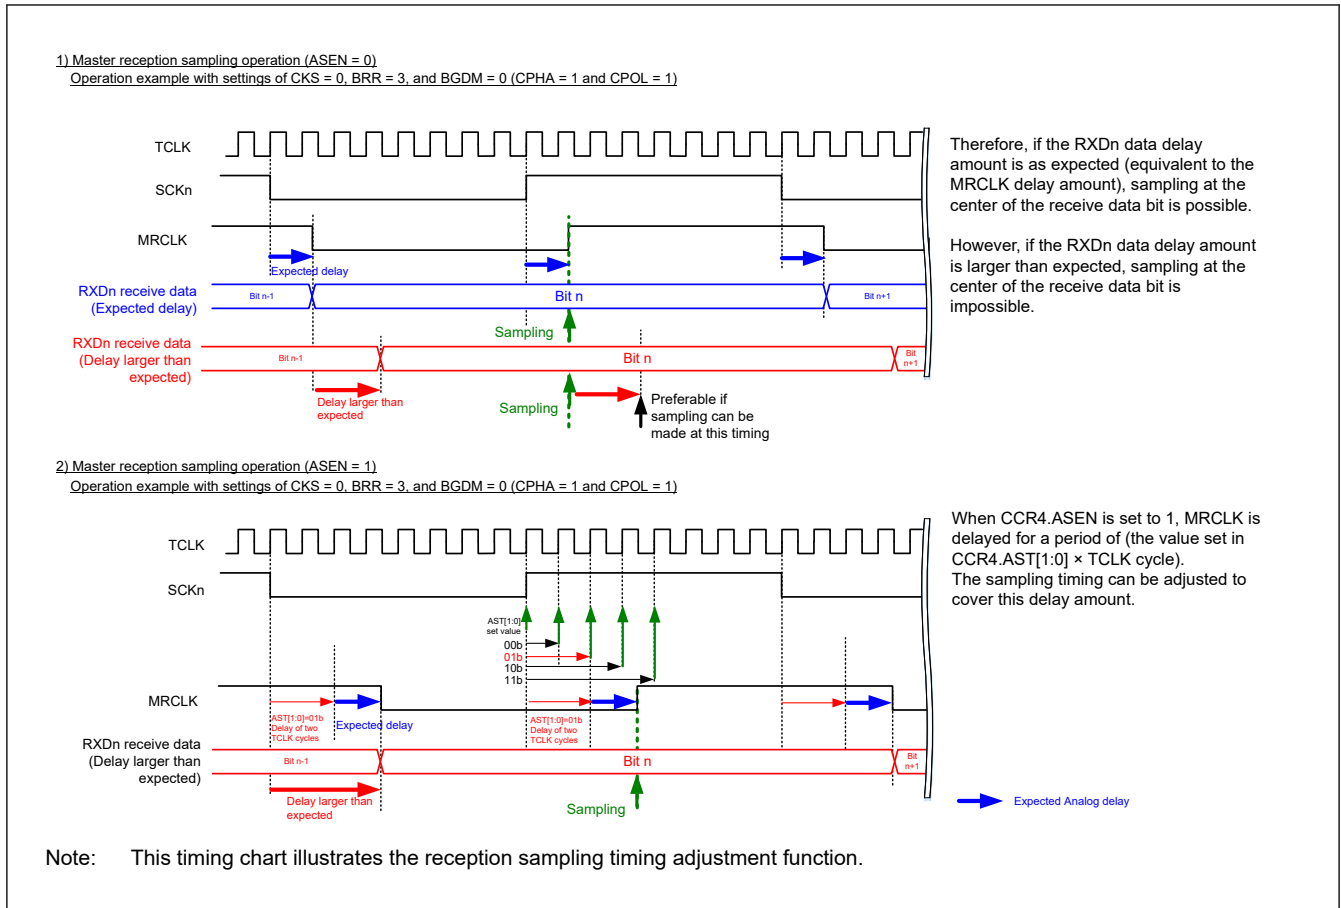 1) Master reception sampling operation (ASEN = 0)
Operation example with settings of CKS = 0, BRR = 3, and BGDM = 0 (CPHA = 1 and CPOL = 1)
TCLK
SCKn
MRCLK
Expected delay
RXDn receive data
(Expected delay)
Bit n-1
Bit n
Bit n+1
Sampling
RXDn receive data
(Delay larger than
expected)
Bit n-1
Bit n
Bit
n+1
Delay larger than
expected
Sampling
Preferable if
sampling can be
made at this timing
Therefore, if the RXDn data delay
amount is as expected (equivalent to the
MRCLK delay amount), sampling at the
center of the receive data bit is possible.
However, if the RXDn data delay amount
is larger than expected, sampling at the
center of the receive data bit is
impossible.
2) Master reception sampling operation (ASEN = 1)
Operation example with settings of CKS = 0, BRR = 3, and BGDM = 0 (CPHA = 1 and CPOL = 1)
TCLK
SCKn
AST[1:0]
set value
00b
01b
10b
11b
MRCLK
AST[1:0]=01b
Delay of two
TCLK cycles
Expected delay
AST[1:0]=01b
Delay of two
TCLK cycles
RXDn receive data
(Delay larger than
expected)
Bit n-1
Bit n
Bit
n+1
Delay larger than
expected
Sampling
When CCR4.ASEN is set to 1, MRCLK is
delayed for a period of (the value set in
CCR4.AST[1:0] × TCLK cycle).
The sampling timing can be adjusted to
cover this delay amount.
Expected Analog delay
Note: This timing chart illustrates the reception sampling timing adjustment function.